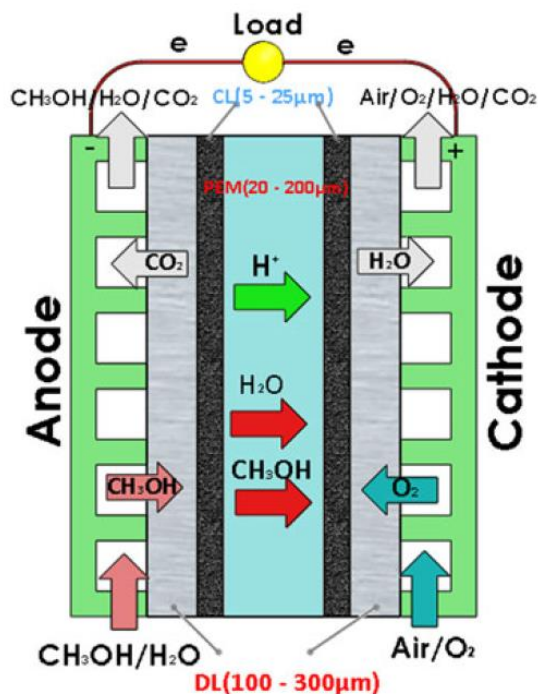 Load
e e
CH₃OH/H₂O/CO₂ CL(5 - 25µm) Air/O₂/H₂O/CO₂
- +
PEM(20 - 200µm)
CO₂ H⁺ H₂O
Anode Cathode
H₂O
CH₃OH CH₃OH O₂
CH₃OH/H₂O Air/O₂
DL(100 - 300µm)